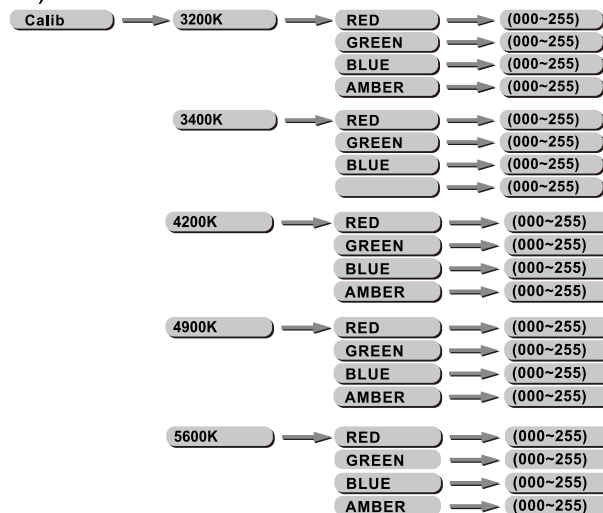 Calib 3200K RED (000~255)
GREEN (000~255)
BLUE (000~255)
AMBER (000~255)
3400K RED (000~255)
GREEN (000~255)
BLUE (000~255)
(000~255)
4200K RED (000~255)
GREEN (000~255)
BLUE (000~255)
AMBER (000~255)
4900K RED (000~255)
GREEN (000~255)
BLUE (000~255)
AMBER (000~255)
5600K RED (000~255)
GREEN (000~255)
BLUE (000~255)
AMBER (000~255)